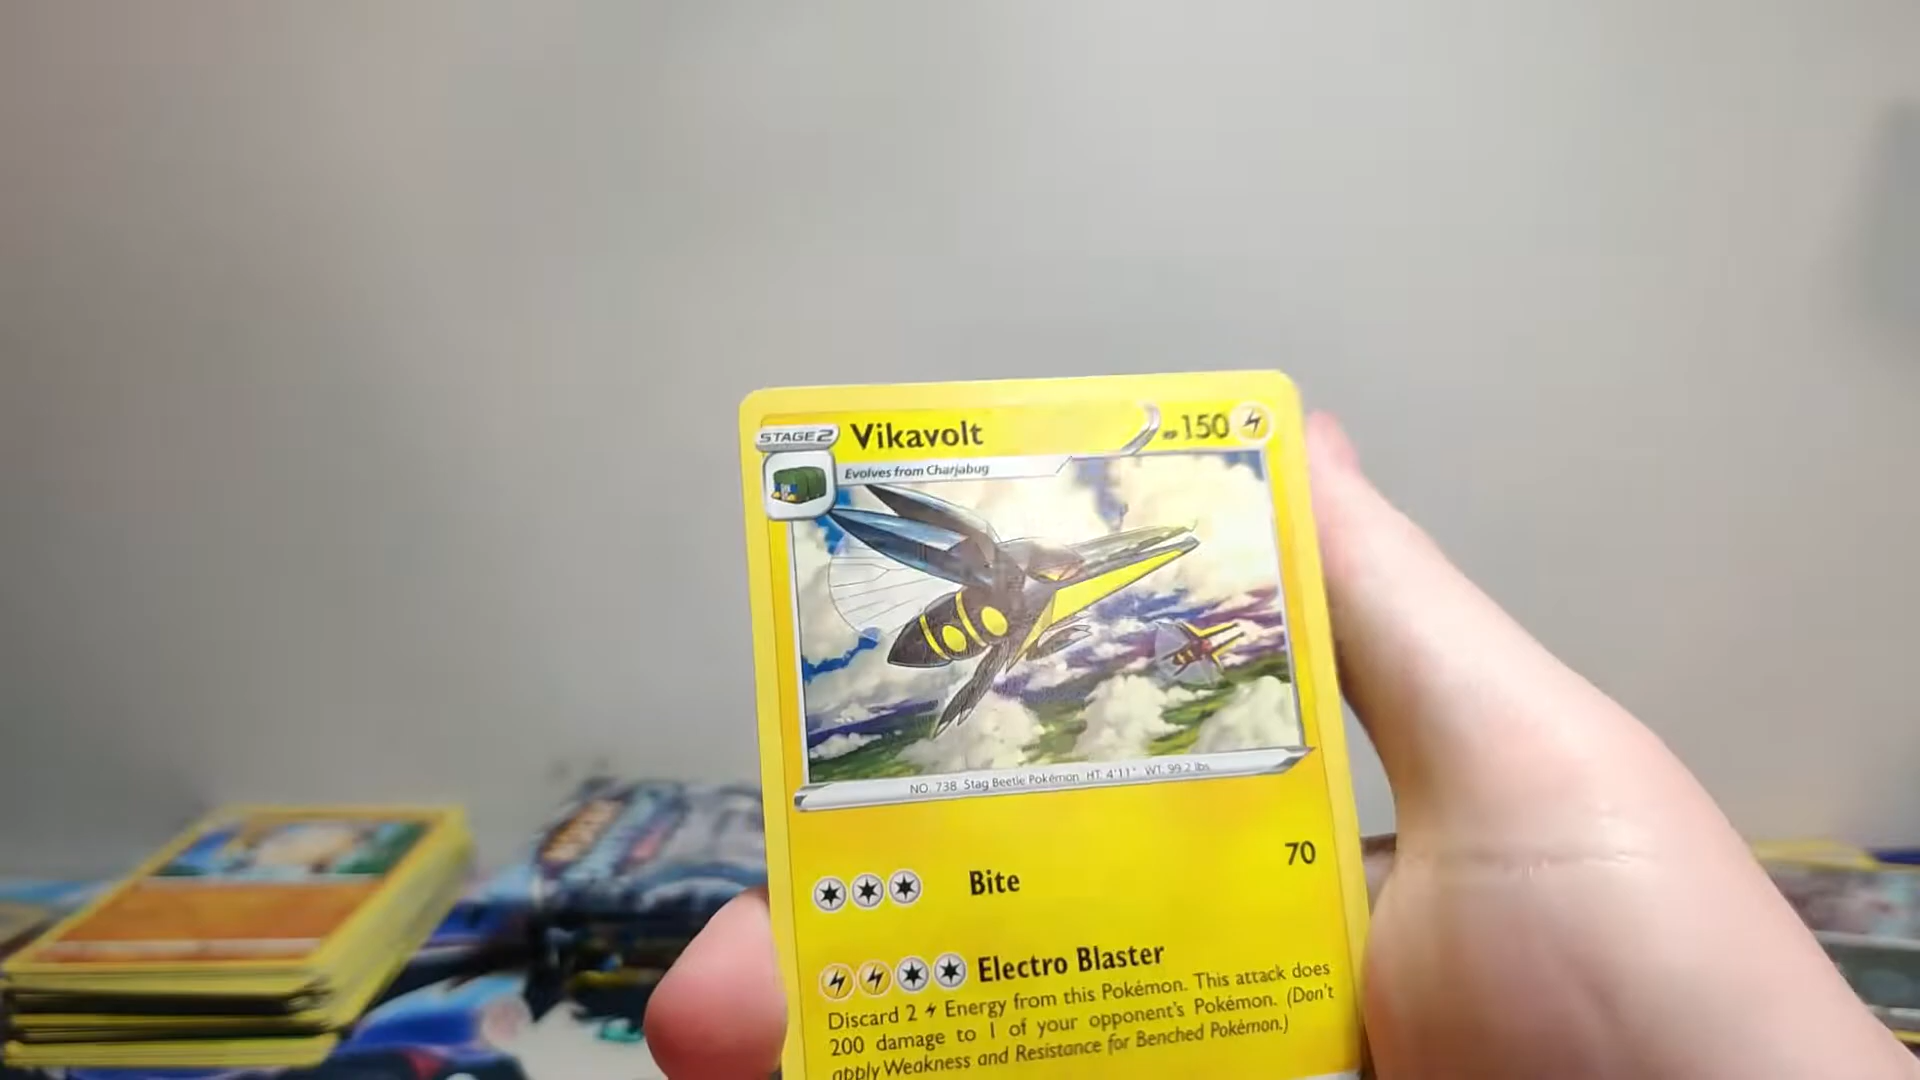 STAGE 2 Vikavolt HP 150
Evolves from Charjabug
NO. 738 Stag Beetle Pokémon HT: 4'11" WT: 99.2 lbs
Bite 70
Electro Blaster
Discard 2 Energy from this Pokémon. This attack does
200 damage to 1 of your opponent's Pokémon. (Don't
apply Weakness and Resistance for Benched Pokémon.)